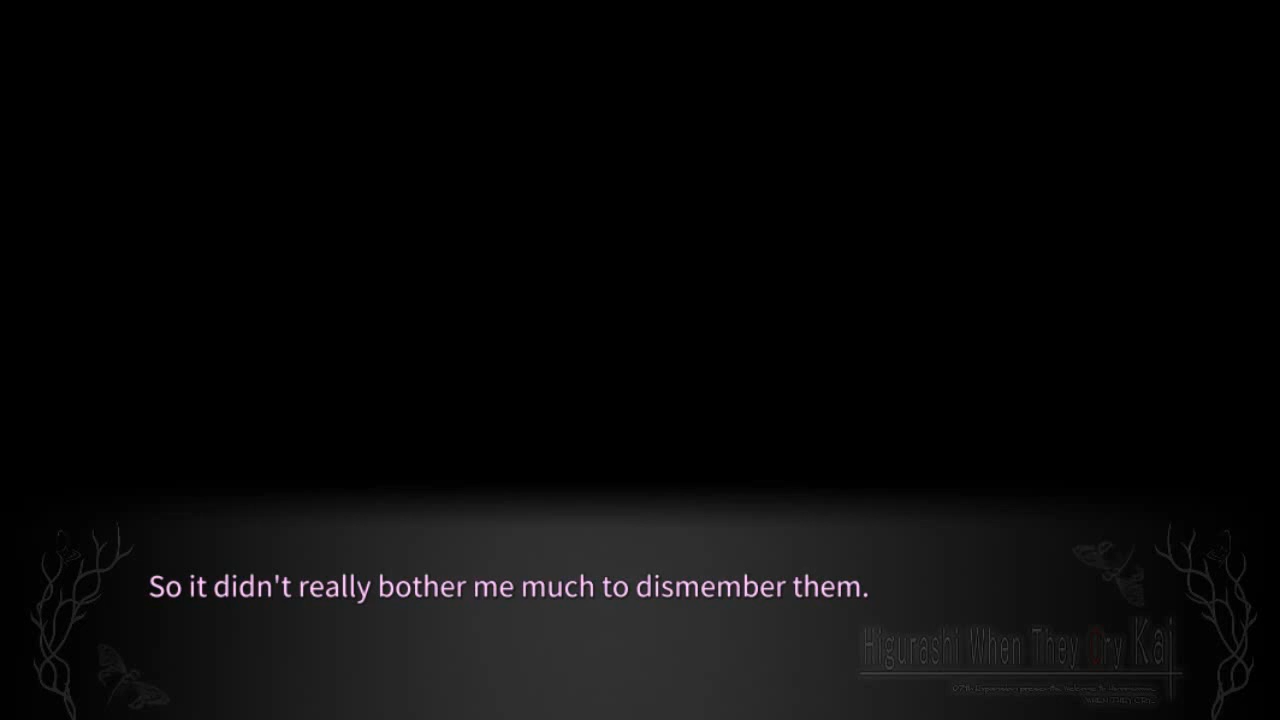 So it didn't really bother me much to dismember them.
Higurashi When They Cry Kai